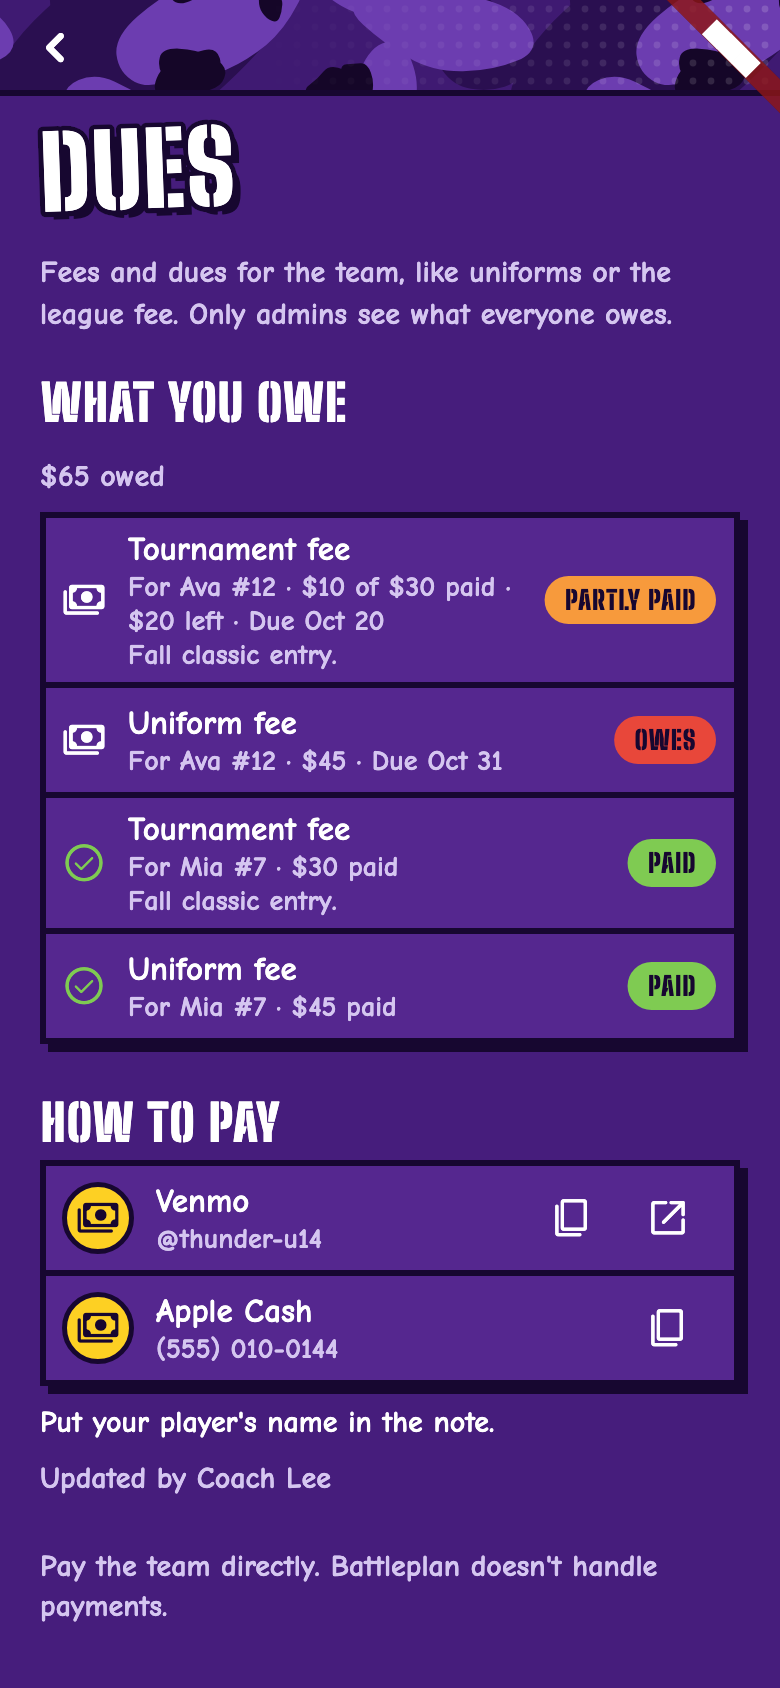 DUES
Fees and dues for the team, like uniforms or the
league fee. Only admins see what everyone owes.
WHAT YOU OWE
$65 owed
Tournament fee
For Ava #12 · $10 of $30 paid ·
$20 left · Due Oct 20
Fall classic entry.
PARTLY PAID
Uniform fee
For Ava #12 · $45 · Due Oct 31
OWES
Tournament fee
For Mia #7 · $30 paid
Fall classic entry.
PAID
Uniform fee
For Mia #7 · $45 paid
PAID
HOW TO PAY
Venmo
@thunder-u14
Apple Cash
(555) 010-0144
Put your player's name in the note.
Updated by Coach Lee
Pay the team directly. Battleplan doesn't handle
payments.